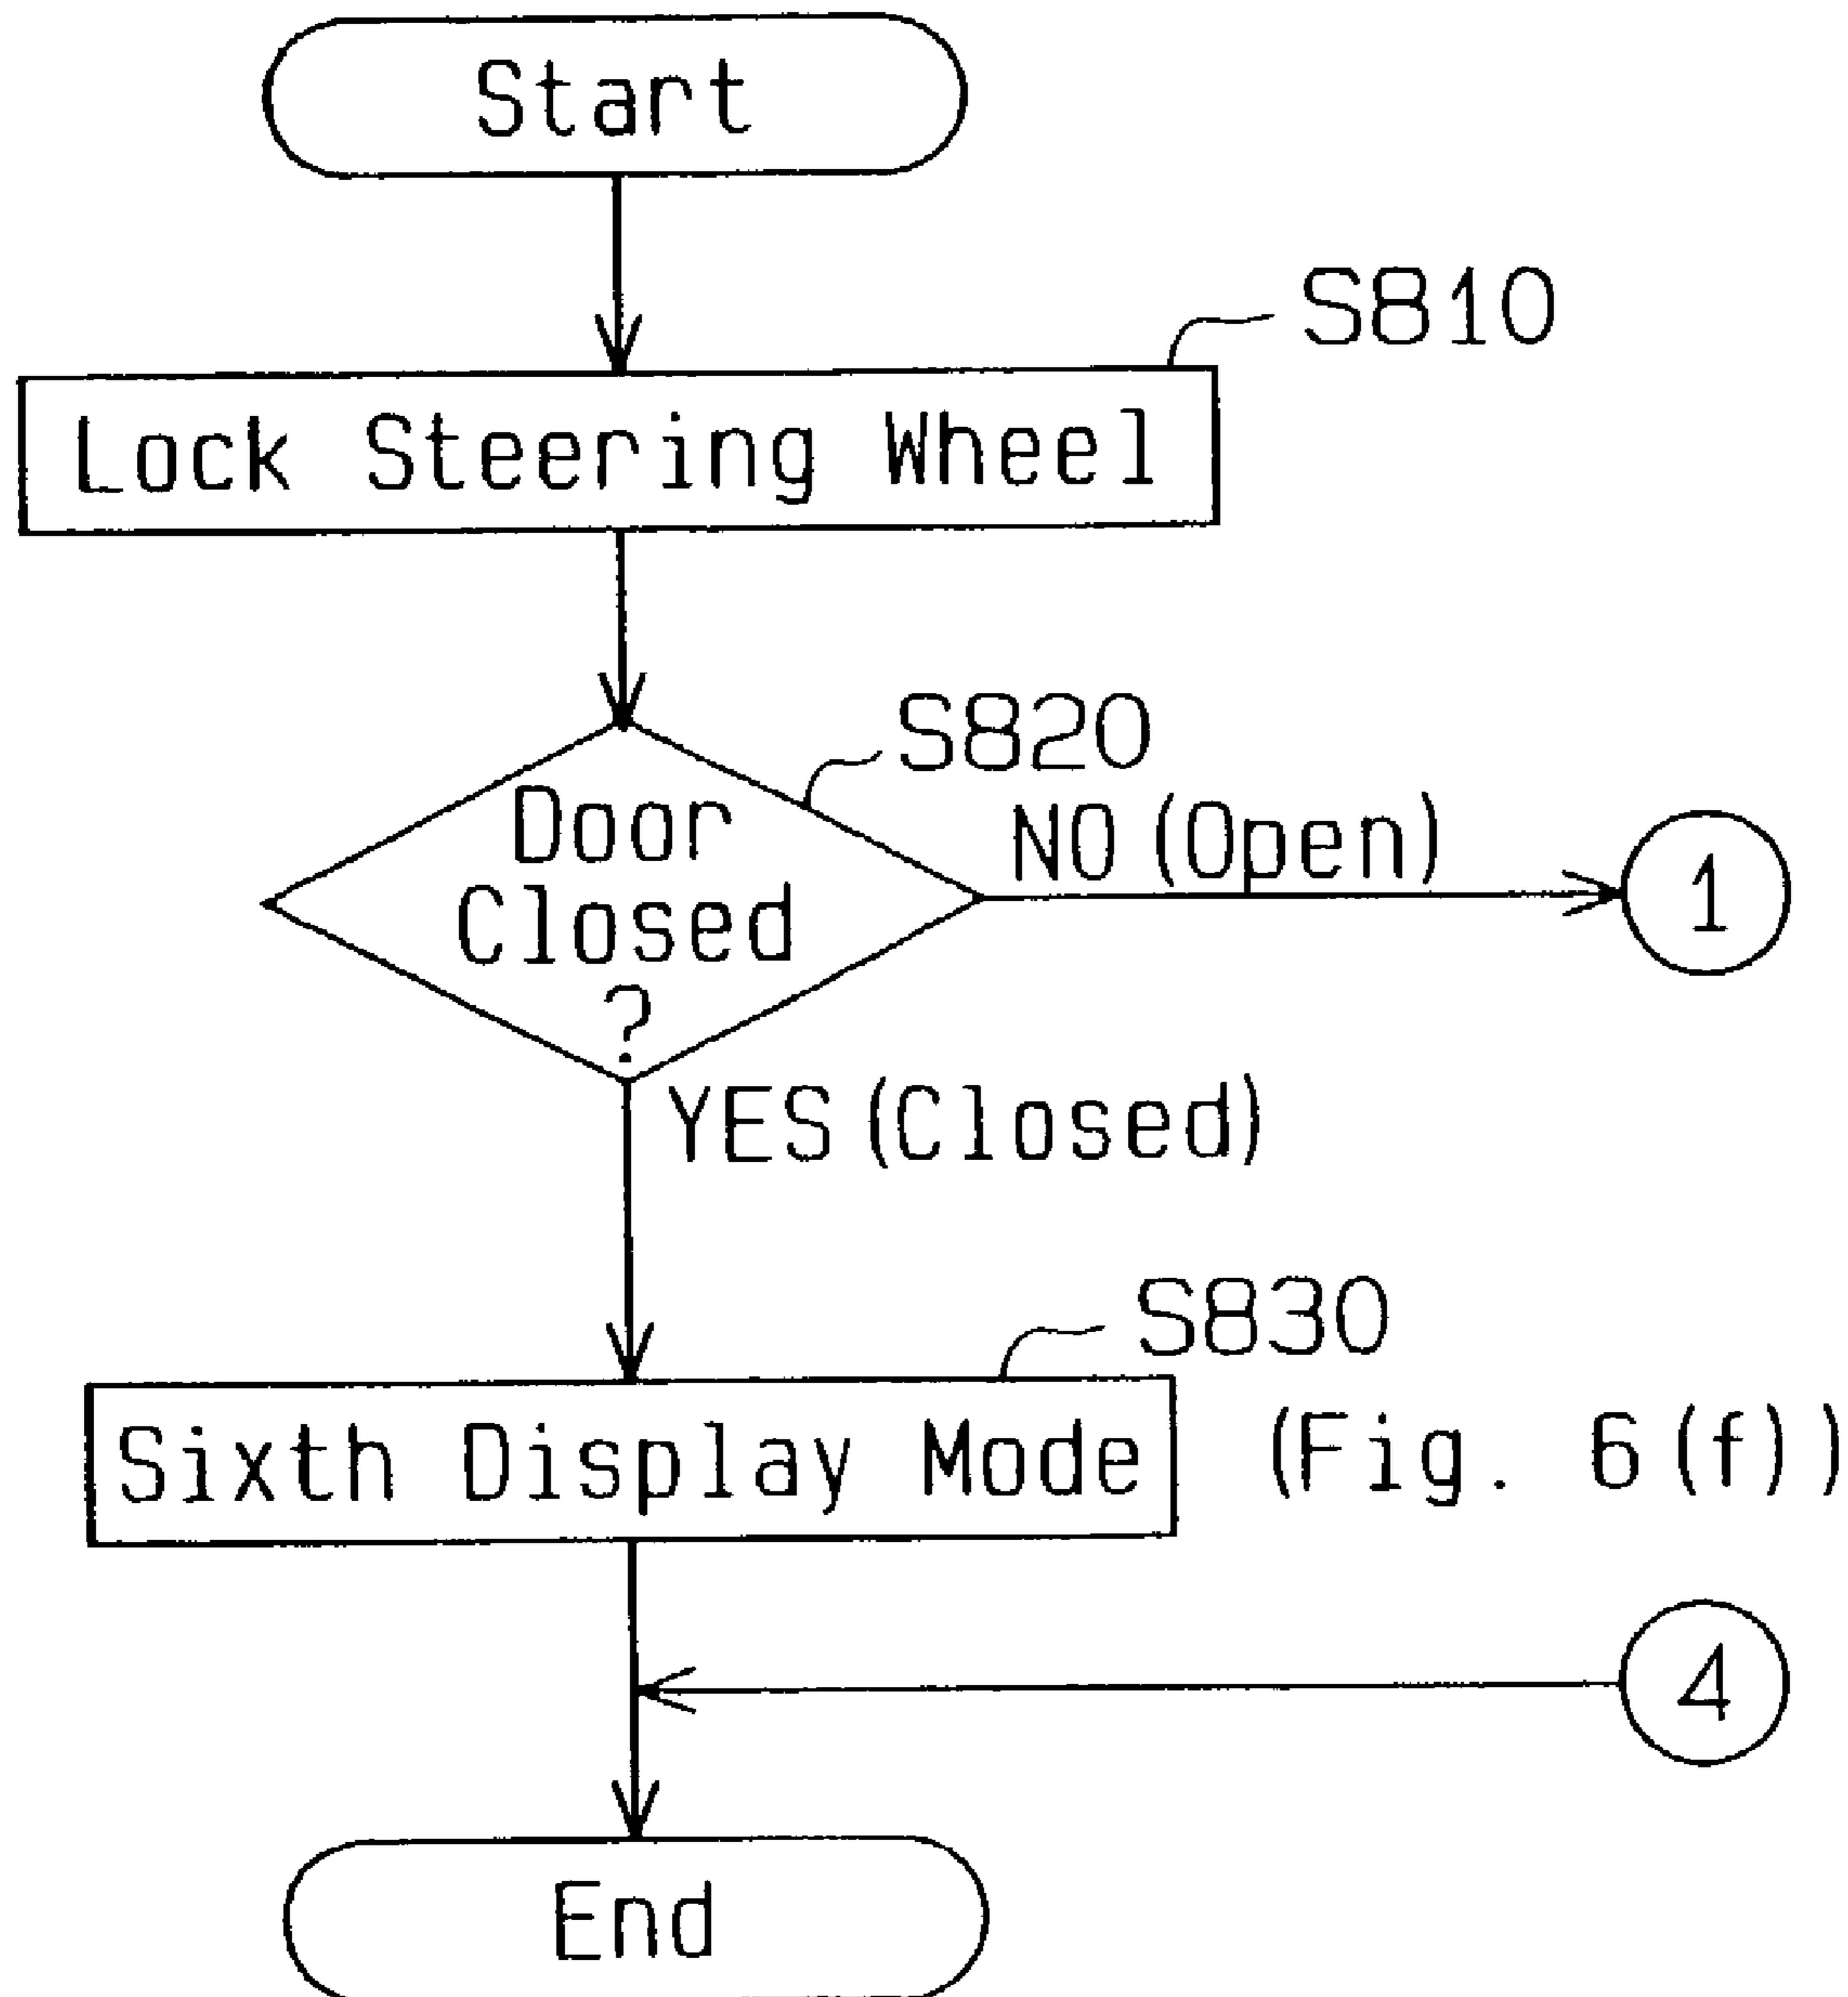 Start
S810
Lock Steering Wheel
S820
Door
Closed
?
NO (Open)
1
YES (Closed)
S830
Sixth Display Mode
(Fig. 6 (f) )
4
End